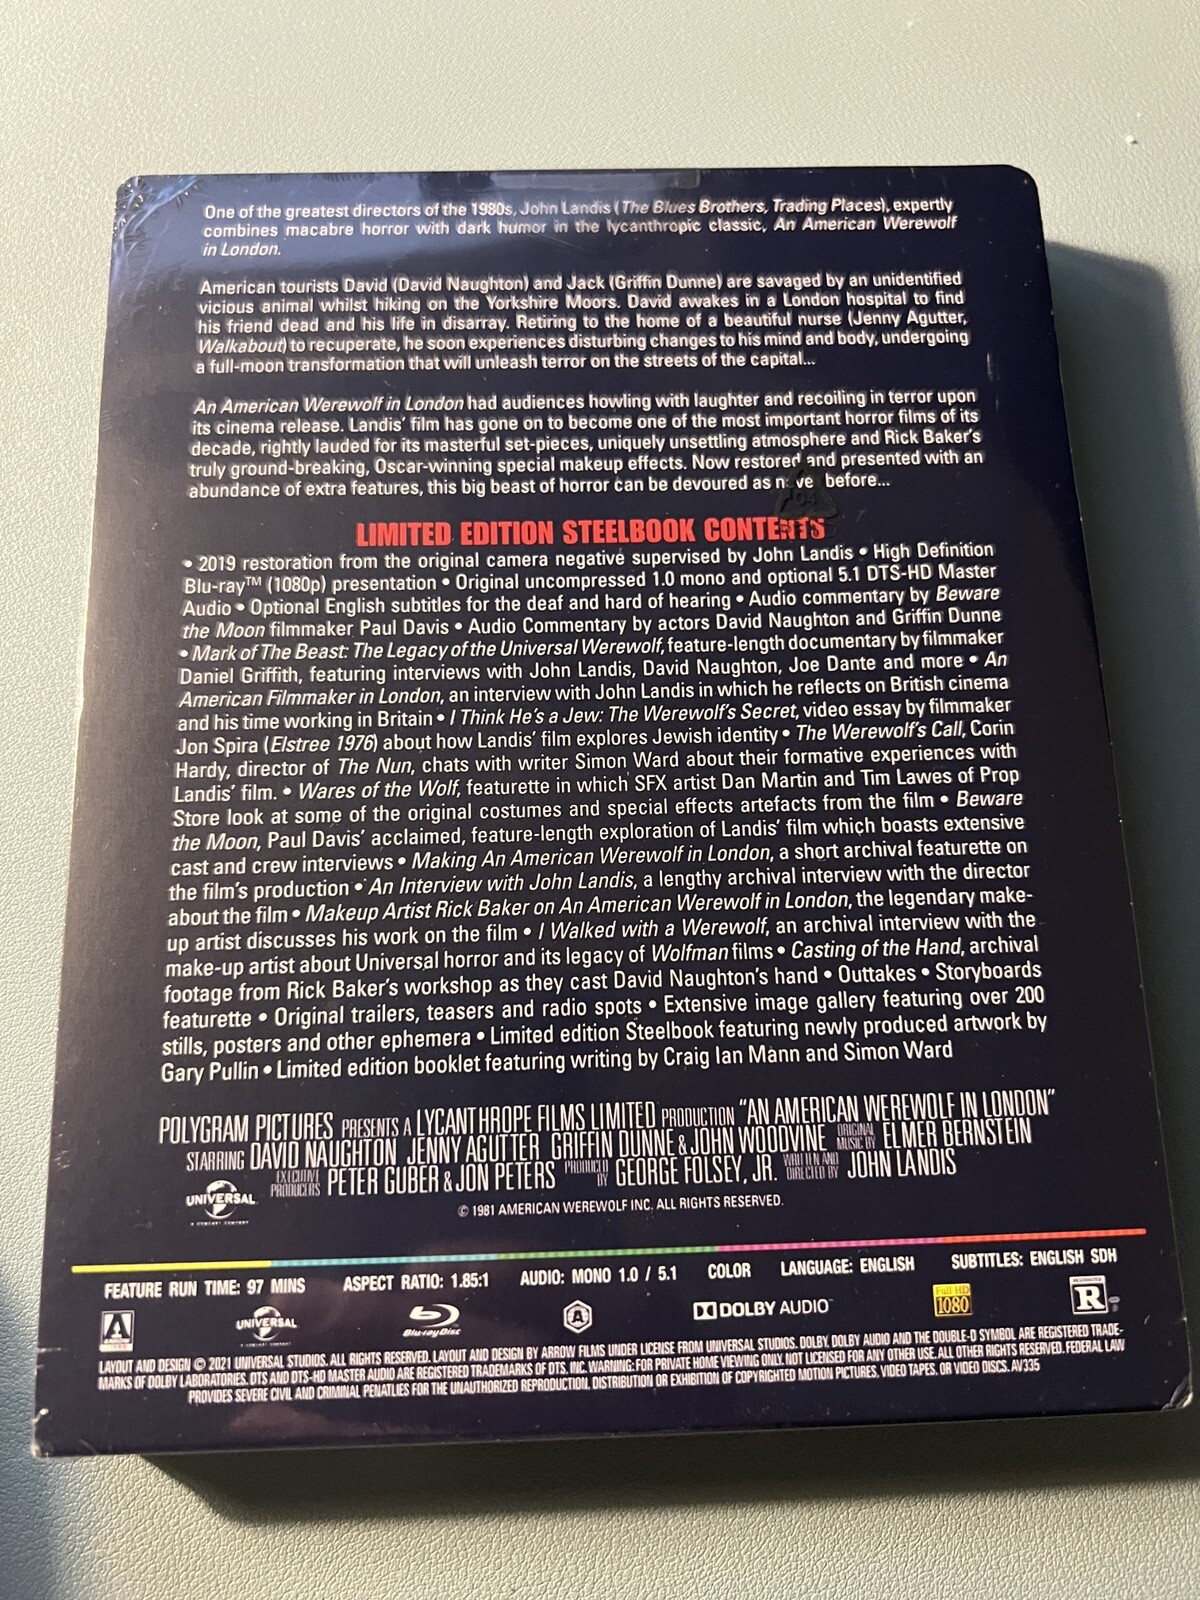 One of the greatest directors of the 1980s, John Landis (The Blues Brothers, Trading Places), expertly
combines macabre horror with dark humor in the lycanthropic classic, An American Werewolf
in London.
American tourists David (David Naughton) and Jack (Griffin Dunne) are savaged by an unidentified
vicious animal whilst hiking on the Yorkshire Moors. David awakes in a London hospital to find
his friend dead and his life in disarray. Retiring to the home of a beautiful nurse (Jenny Agutter,
Walkabout) to recuperate, he soon experiences disturbing changes to his mind and body, undergoing
a full-moon transformation that will unleash terror on the streets of the capital...
An American Werewolf in London had audiences howling with laughter and recoiling in terror upon
its cinema release. Landis' film has gone on to become one of the most important horror films of its
decade, rightly lauded for its masterful set-pieces, uniquely unsettling atmosphere and Rick Baker's
truly ground-breaking, Oscar-winning special makeup effects. Now restored and presented with an
abundance of extra features, this big beast of horror can be devoured as before...
04
LIMITED EDITION STEELBOOK CONTENTS
• 2019 restoration from the original camera negative supervised by John Landis • High Definition
Blu-ray™ (1080p) presentation • Original uncompressed 1.0 mono and optional 5.1 DTS-HD Master
Audio • Optional English subtitles for the deaf and hard of hearing • Audio commentary by Beware
the Moon filmmaker Paul Davis • Audio Commentary by actors David Naughton and Griffin Dunne
• Mark of The Beast: The Legacy of the Universal Werewolf, feature-length documentary by filmmaker
Daniel Griffith, featuring interviews with John Landis, David Naughton, Joe Dante and more • An
American Filmmaker in London, an interview with John Landis in which he reflects on British cinema
and his time working in Britain • I Think He's a Jew: The Werewolf's Secret, video essay by filmmaker
Jon Spira (Elstree 1976) about how Landis' film explores Jewish identity • The Werewolf's Call, Corin
Hardy, director of The Nun, chats with writer Simon Ward about their formative experiences with
Landis' film. • Wares of the Wolf, featurette in which SFX artist Dan Martin and Tim Lawes of Prop
Store look at some of the original costumes and special effects artefacts from the film • Beware
the Moon, Paul Davis' acclaimed, feature-length exploration of Landis' film which boasts extensive
cast and crew interviews • Making An American Werewolf in London, a short archival featurette on
the film's production • An Interview with John Landis, a lengthy archival interview with the director
about the film • Makeup Artist Rick Baker on An American Werewolf in London, the legendary make-
up artist discusses his work on the film • I Walked with a Werewolf, an archival interview with the
make-up artist about Universal horror and its legacy of Wolfman films • Casting of the Hand, archival
footage from Rick Baker's workshop as they cast David Naughton's hand • Outtakes • Storyboards
featurette • Original trailers, teasers and radio spots • Extensive image gallery featuring over 200
stills, posters and other ephemera • Limited edition Steelbook featuring newly produced artwork by
Gary Pullin • Limited edition booklet featuring writing by Craig Ian Mann and Simon Ward
POLYGRAM PICTURES PRESENTS A LYCANTHROPE FILMS LIMITED PRODUCTION "AN AMERICAN WEREWOLF IN LONDON"
STARRING DAVID NAUGHTON JENNY AGUTTER GRIFFIN DUNNE & JOHN WOODVINE ORIGINAL MUSIC BY ELMER BERNSTEIN
EXECUTIVE PRODUCERS PETER GUBER & JON PETERS PRODUCED BY GEORGE FOLSEY, JR. WRITTEN AND DIRECTED BY JOHN LANDIS
UNIVERSAL
A COMCAST COMPANY
© 1981 AMERICAN WEREWOLF INC. ALL RIGHTS RESERVED.
FEATURE RUN TIME: 97 MINS ASPECT RATIO: 1.85:1 AUDIO: MONO 1.0 / 5.1 COLOR LANGUAGE: ENGLISH SUBTITLES: ENGLISH SDH
A UNIVERSAL Blu-ray Disc A DOLBY AUDIO™ Full HD 1080 R
LAYOUT AND DESIGN © 2021 UNIVERSAL STUDIOS. ALL RIGHTS RESERVED. LAYOUT AND DESIGN BY ARROW FILMS UNDER LICENSE FROM UNIVERSAL STUDIOS. DOLBY, DOLBY AUDIO AND THE DOUBLE-D SYMBOL ARE REGISTERED TRADE-
MARKS OF DOLBY LABORATORIES. DTS AND DTS-HD MASTER AUDIO ARE REGISTERED TRADEMARKS OF DTS, INC. WARNING: FOR PRIVATE HOME VIEWING ONLY. NOT LICENSED FOR ANY OTHER USE. ALL OTHER RIGHTS RESERVED. FEDERAL LAW
PROVIDES SEVERE CIVIL AND CRIMINAL PENALTIES FOR THE UNAUTHORIZED REPRODUCTION, DISTRIBUTION OR EXHIBITION OF COPYRIGHTED MOTION PICTURES, VIDEO TAPES, OR VIDEO DISCS. AV335